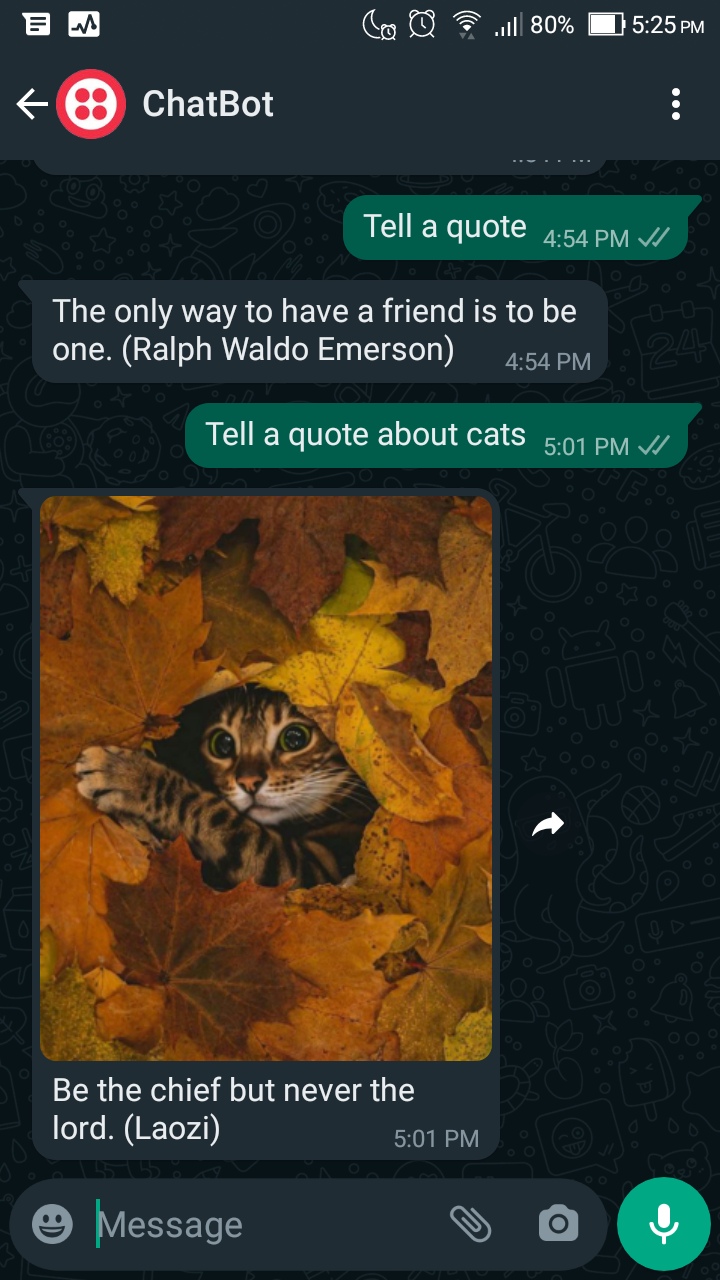 80% 5:25 PM
ChatBot
Tell a quote 4:54 PM
The only way to have a friend is to be
one. (Ralph Waldo Emerson) 4:54 PM
Tell a quote about cats 5:01 PM
Be the chief but never the
lord. (Laozi) 5:01 PM
Message